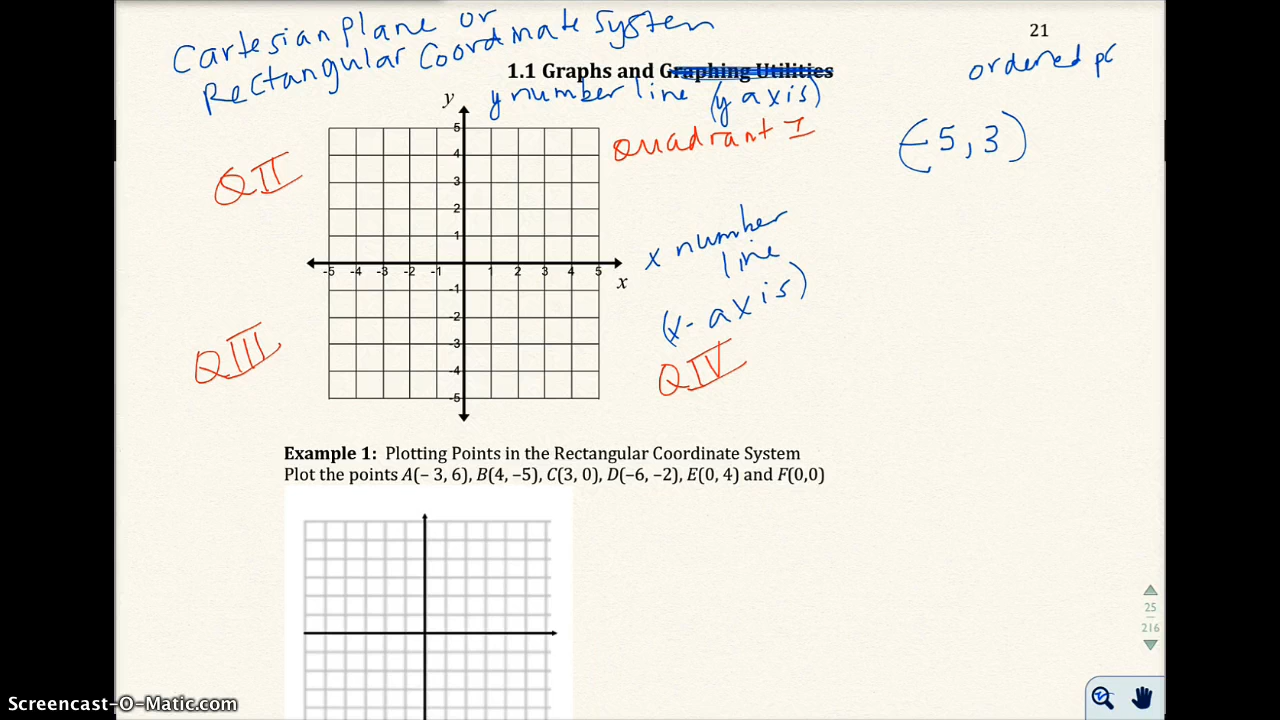 Cartesian Plane or
Rectangular Coordinate System
21
1.1 Graphs and Graphing Utilities
ordered
y number line (y axis)
y
Quadrant I
(-5, 3)
QII
5
4
3
2
1
-5 -4 -3 -2 -1 1 2 3 4 5
x
-1
-2
-3
-4
-5
x number
line
(x-axis)
QIII
QIV
Example 1: Plotting Points in the Rectangular Coordinate System
Plot the points A(– 3, 6), B(4, –5), C(3, 0), D(–6, –2), E(0, 4) and F(0,0)
25
216
Screencast-O-Matic.com